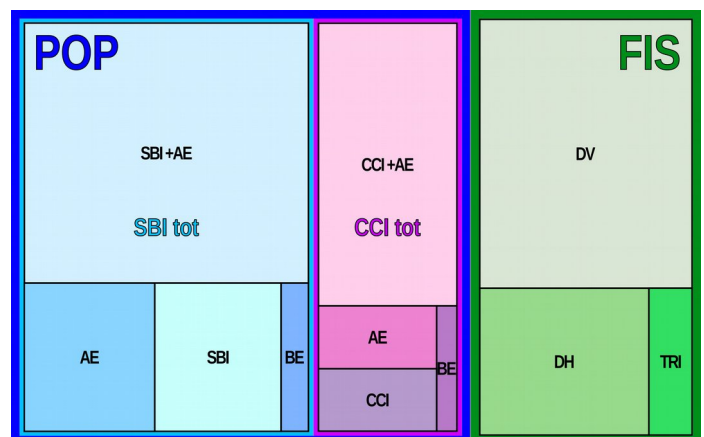 POP
SBI+AE
SBI tot
AE
SBI
BE
CCI+AE
CCI tot
AE
CCI
BE
FIS
DV
DH
TRI